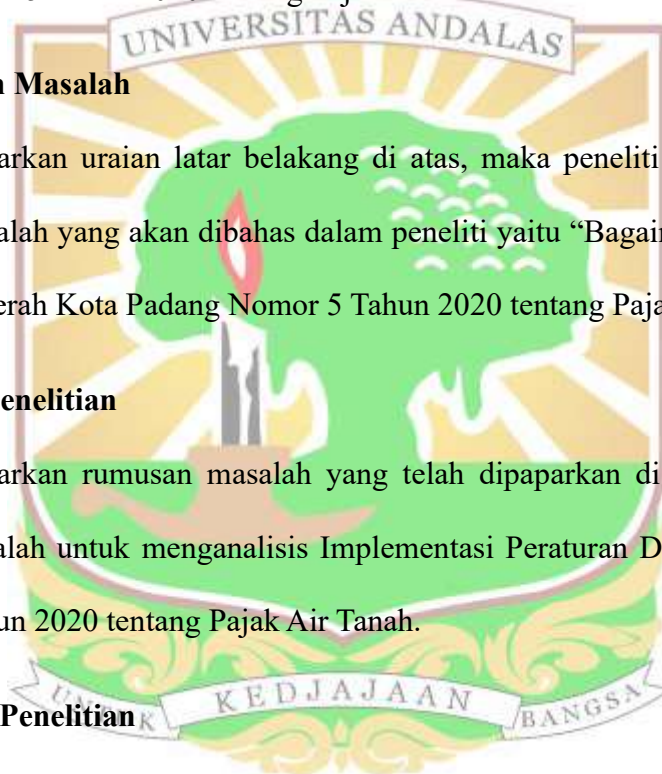 UNIVERSITAS ANDALAS
Masalah
arkan uraian latar belakang di atas, maka peneliti
alah yang akan dibahas dalam peneliti yaitu “Bagain
erah Kota Padang Nomor 5 Tahun 2020 tentang Paja
enelitian
arkan rumusan masalah yang telah dipaparkan di
alah untuk menganalisis Implementasi Peraturan D
un 2020 tentang Pajak Air Tanah.
UNTUK KEDJAJAAN BANGSA
Penelitian